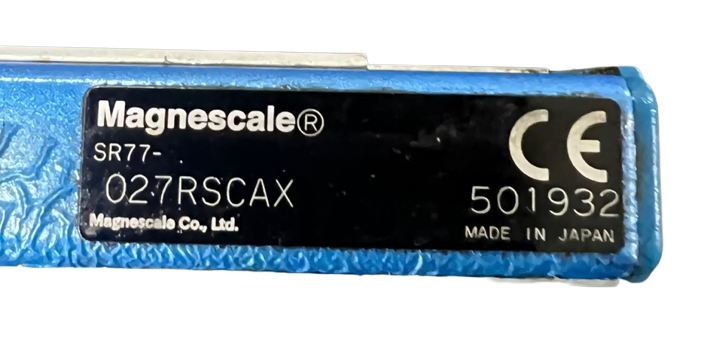 Magnescale®
SR77-
027RSCAX
Magnescale Co., Ltd.
CE
501932
MADE IN JAPAN